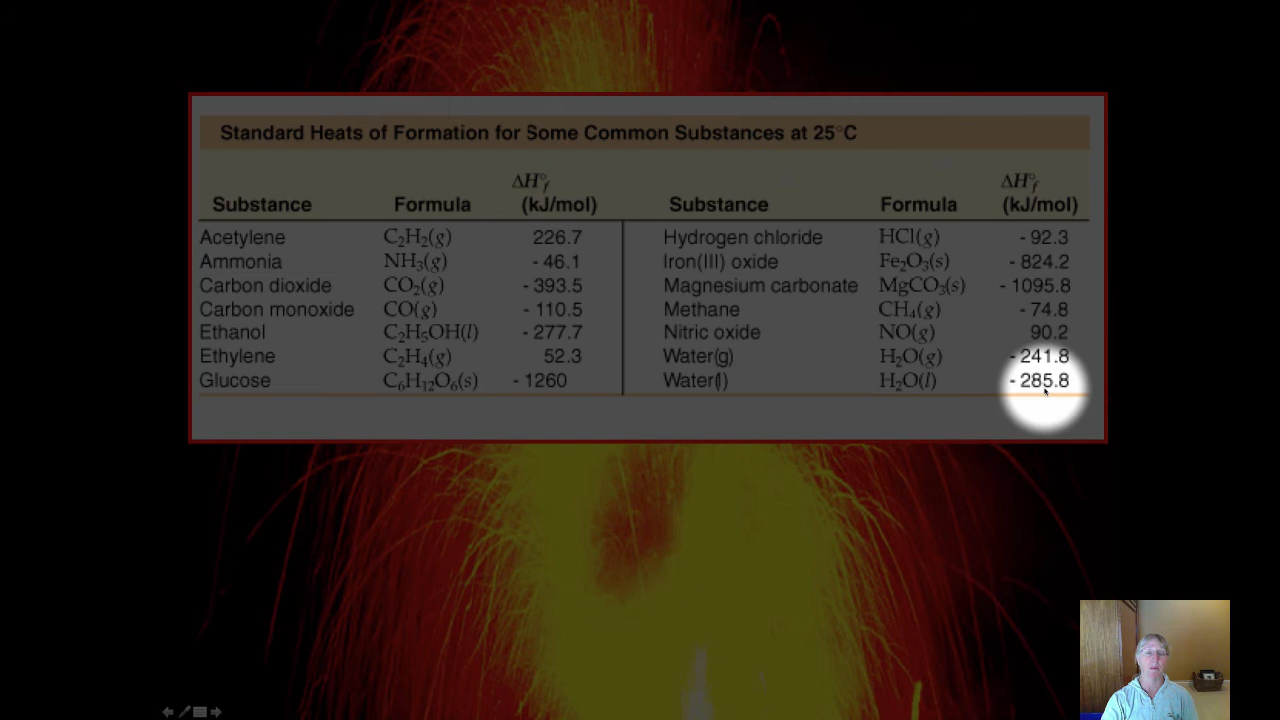 Standard Heats of Formation for Some Common Substances at 25°C
Substance Formula ΔH°f (kJ/mol) Substance Formula ΔH°f (kJ/mol)
Acetylene C₂H₂(g) 226.7 Hydrogen chloride HCl(g) - 92.3
Ammonia NH₃(g) - 46.1 Iron(III) oxide Fe₂O₃(s) - 824.2
Carbon dioxide CO₂(g) - 393.5 Magnesium carbonate MgCO₃(s) - 1095.8
Carbon monoxide CO(g) - 110.5 Methane CH₄(g) - 74.8
Ethanol C₂H₅OH(l) - 277.7 Nitric oxide NO(g) 90.2
Ethylene C₂H₄(g) 52.3 Water(g) H₂O(g) - 241.8
Glucose C₆H₁₂O₆(s) - 1260 Water(l) H₂O(l) - 285.8